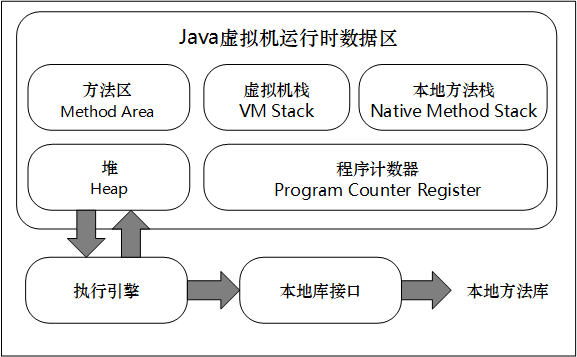 Java虚拟机运行时数据区
方法区
Method Area
虚拟机栈
VM Stack
本地方法栈
Native Method Stack
堆
Heap
程序计数器
Program Counter Register
执行引擎
本地库接口
本地方法库